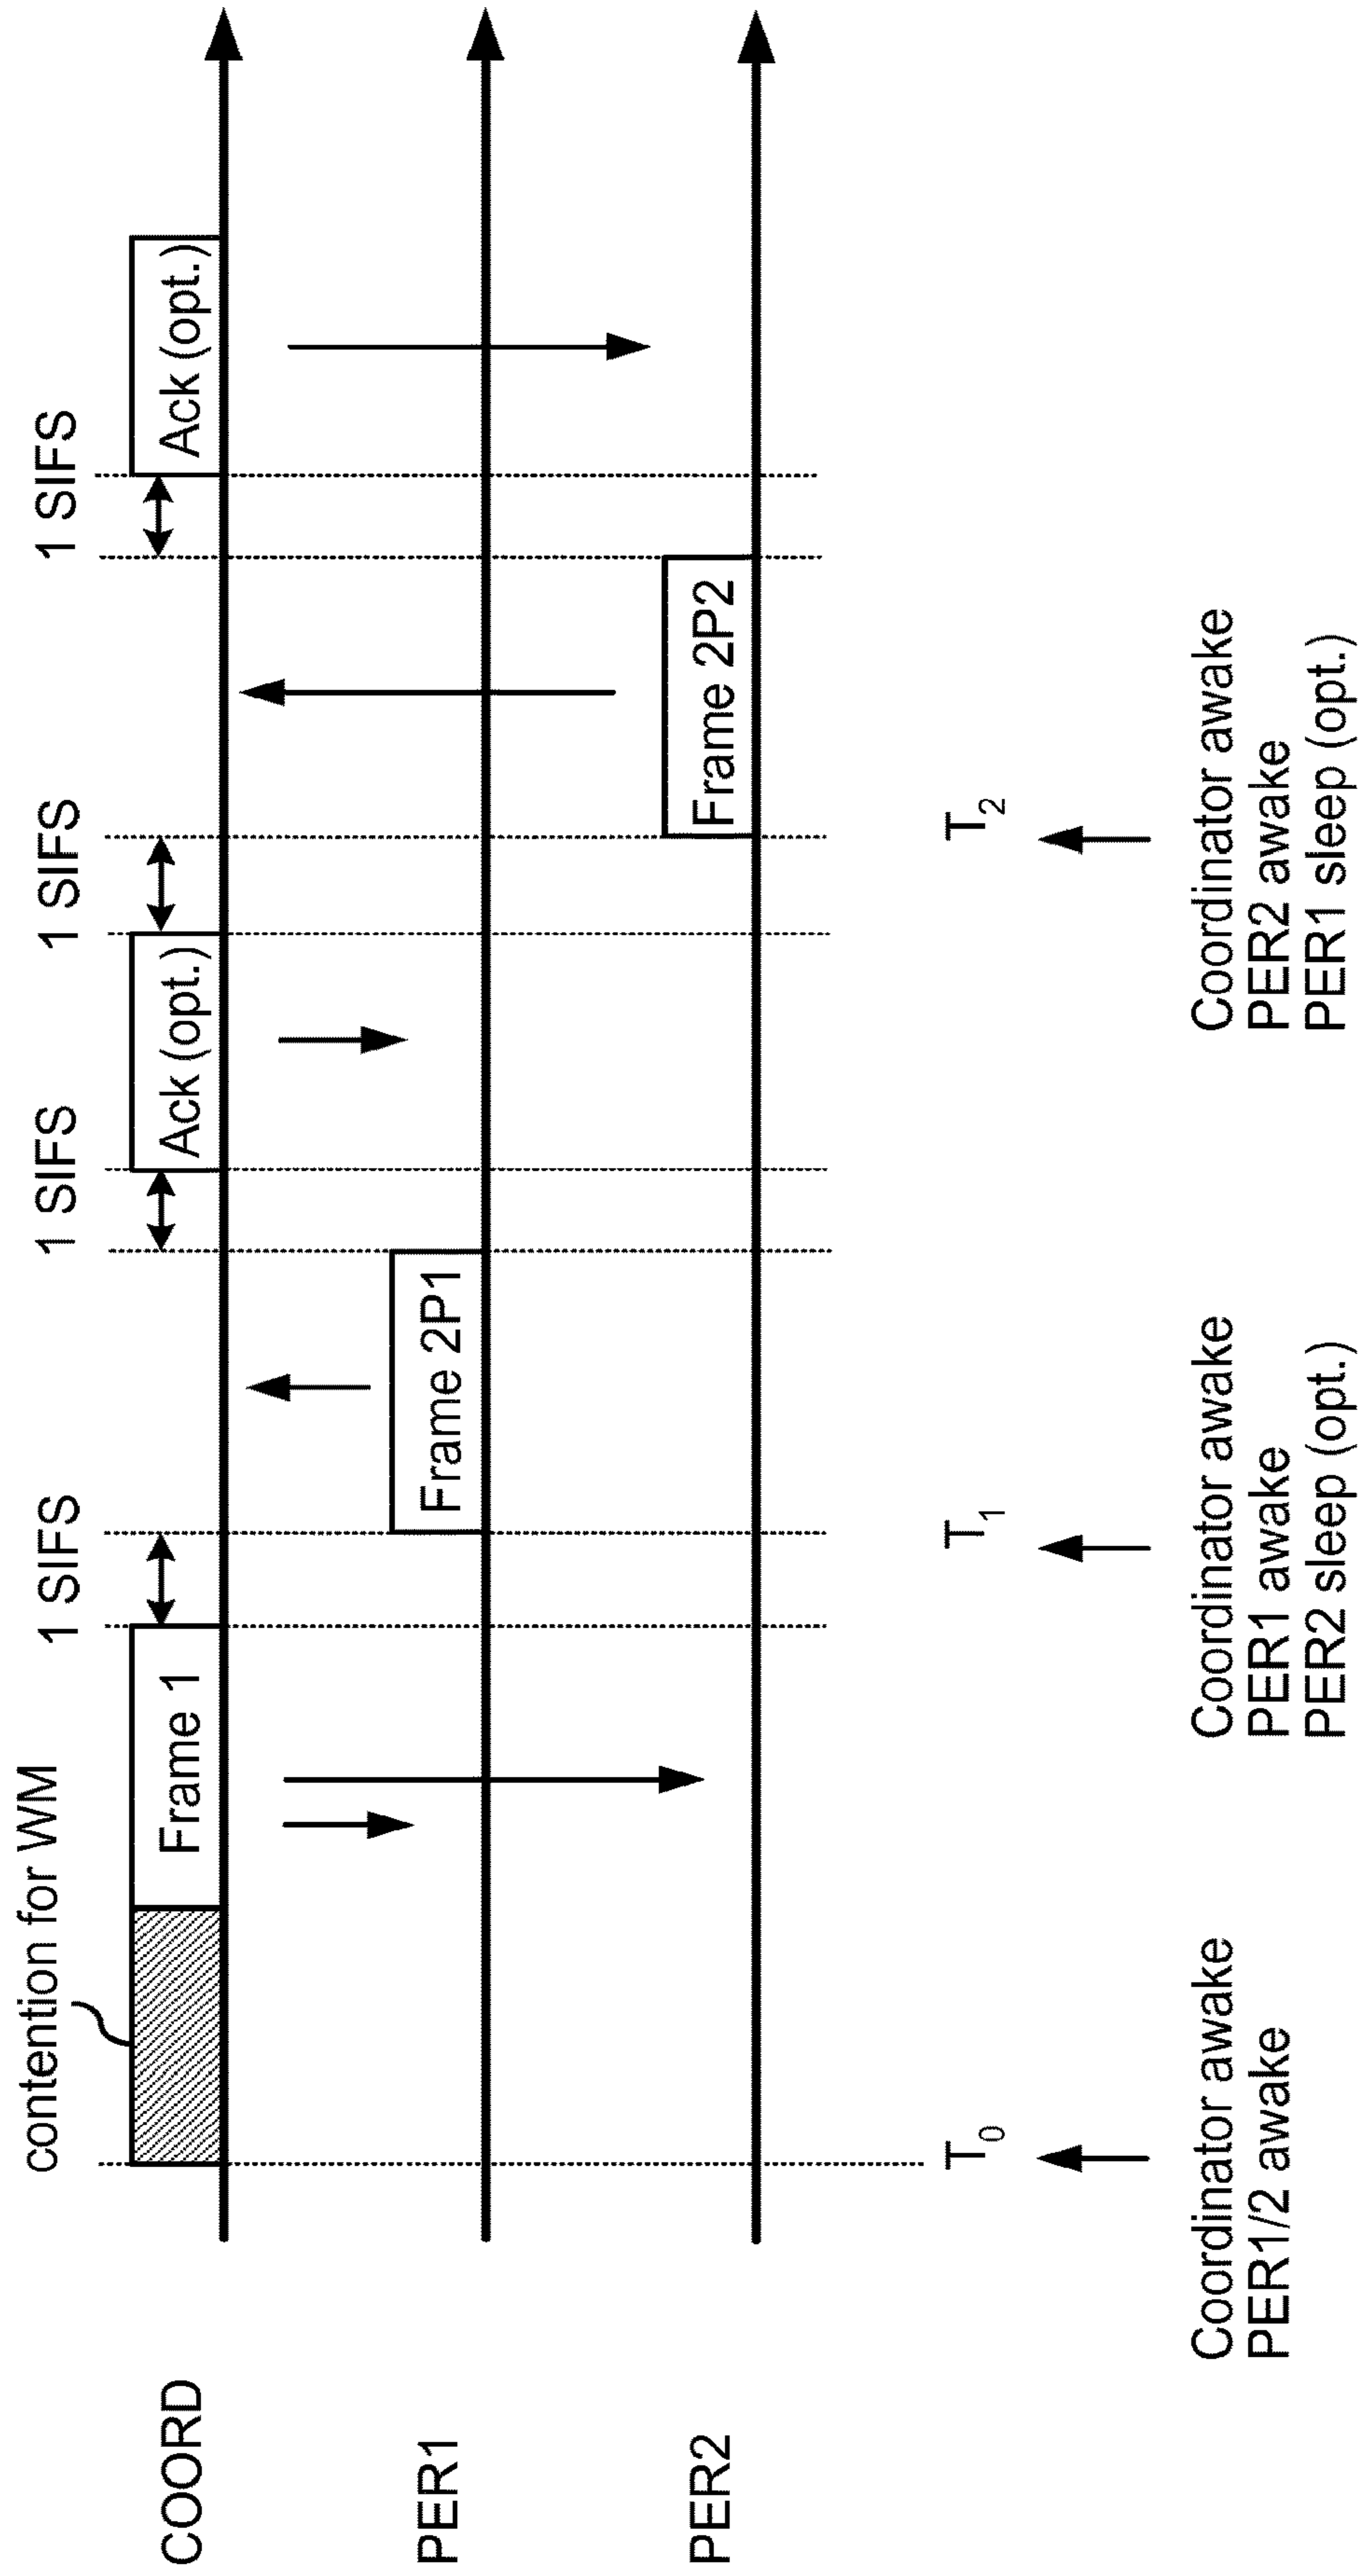 contention for WM
1 SIFS
1 SIFS
1 SIFS
1 SIFS
COORD
Frame 1
Ack (opt.)
Ack (opt.)
PER1
Frame 2P1
PER2
Frame 2P2
T0
T1
T2
Coordinator awake
PER1/2 awake
Coordinator awake
PER1 awake
PER2 sleep (opt.)
Coordinator awake
PER2 awake
PER1 sleep (opt.)